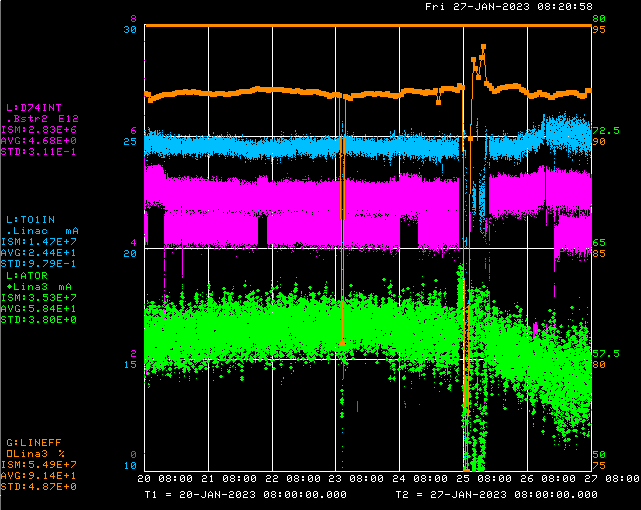 Fri 27-JAN-2023 08:20:58
8 80
30 95
L:D74INT
.Bstr2 E12
ISM=2.83E+6
AVG=4.68E+0
STD=3.11E-1
6 72.5
25 90
L:TO1IN
.Linac mA
ISM=1.47E+7
AVG=2.44E+1
STD=9.79E-1
4 65
20 85
L:ATOR
Lina3 mA
ISM=3.53E+7
AVG=5.84E+1
STD=3.80E+0
2 57.5
15 80
G:LINEFF
Lina3 %
ISM=5.49E+7
AVG=9.14E+1
STD=4.87E+0
0 50
10 75
20 08:00 21 08:00 22 08:00 23 08:00 24 08:00 25 08:00 26 08:00 27 08:00
T1 = 20-JAN-2023 08:00:00.000 T2 = 27-JAN-2023 08:00:00.000